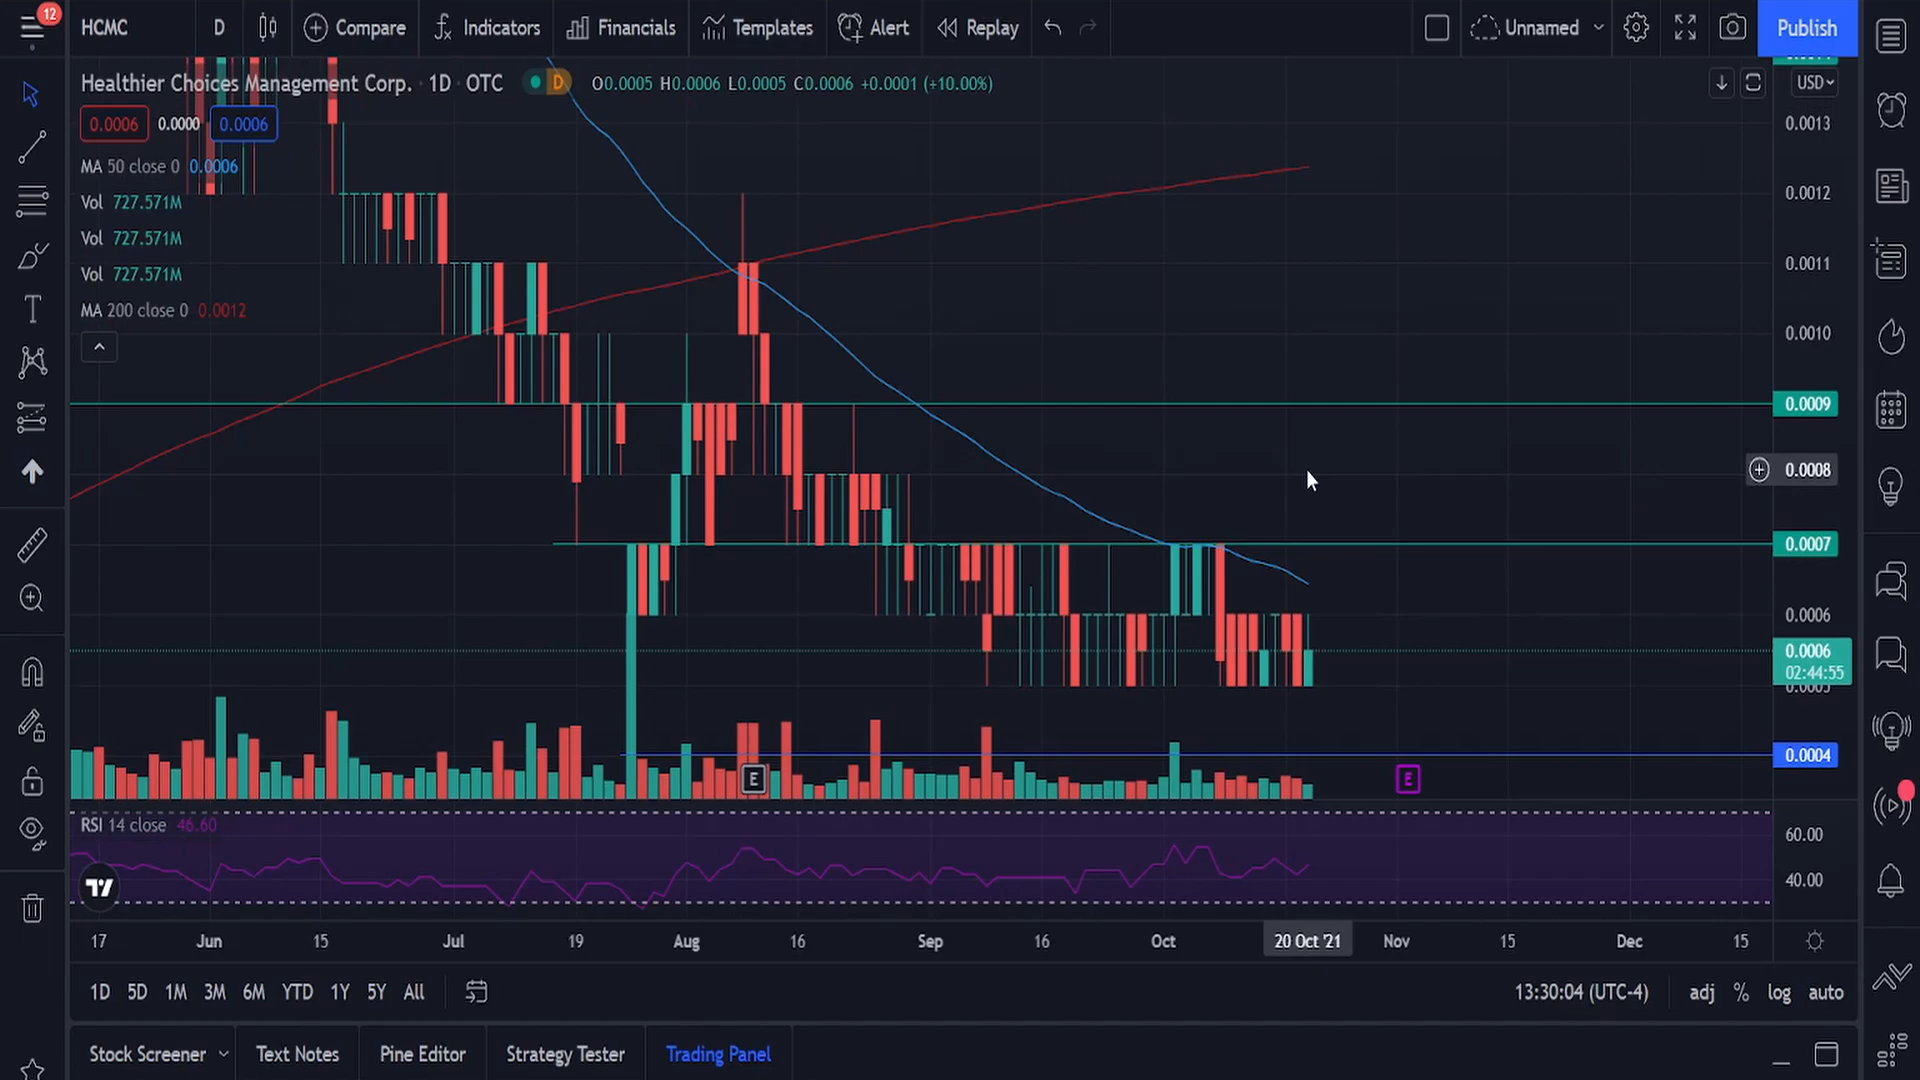 12
HCMC D Compare Indicators Financials Templates Alert Replay Unnamed Publish
Healthier Choices Management Corp. · 1D · OTC D O0.0005 H0.0006 L0.0005 C0.0006 +0.0001 (+10.00%) USD
0.0006 0.0000 0.0006
MA 50 close 0 0.0006
Vol 727.571M
Vol 727.571M
Vol 727.571M
MA 200 close 0 0.0012
0.0013
0.0012
0.0011
0.0010
0.0009
0.0008
0.0007
0.0006
0.0006
02:44:55
0.0005
0.0004
E E
RSI 14 close 46.60
60.00
40.00
17 Jun 15 Jul 19 Aug 16 Sep 16 Oct 20 Oct '21 Nov 15 Dec 15
1D 5D 1M 3M 6M YTD 1Y 5Y All 13:30:04 (UTC-4) adj % log auto
Stock Screener Text Notes Pine Editor Strategy Tester Trading Panel